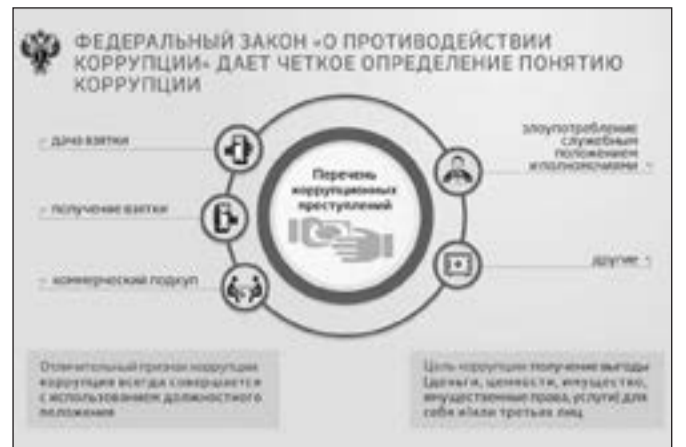 ФЕДЕРАЛЬНЫЙ ЗАКОН «О ПРОТИВОДЕЙСТВИИ
КОРРУПЦИИ» ДАЕТ ЧЕТКОЕ ОПРЕДЕЛЕНИЕ ПОНЯТИЮ
КОРРУПЦИИ
дача взятки
получение взятки
коммерческий подкуп
Перечень
коррупционных
преступлений
злоупотребление
служебным
положением
и полномочиями
другие
Отличительный признак коррупции
коррупция всегда совершается
с использованием должностного
положения
Цель коррупции получение выгоды
(деньги, ценности, имущество,
имущественные права, услуги) для
себя и/или третьих лиц